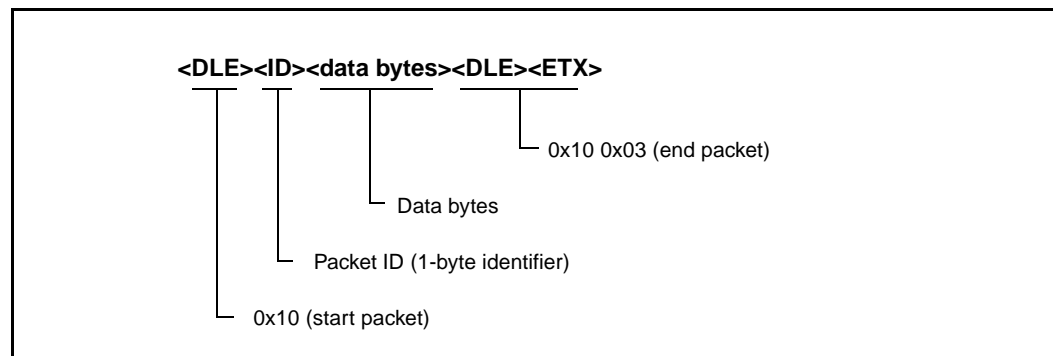 <DLE><ID><data bytes><DLE><ETX>
0x10 0x03 (end packet)
Data bytes
Packet ID (1-byte identifier)
0x10 (start packet)